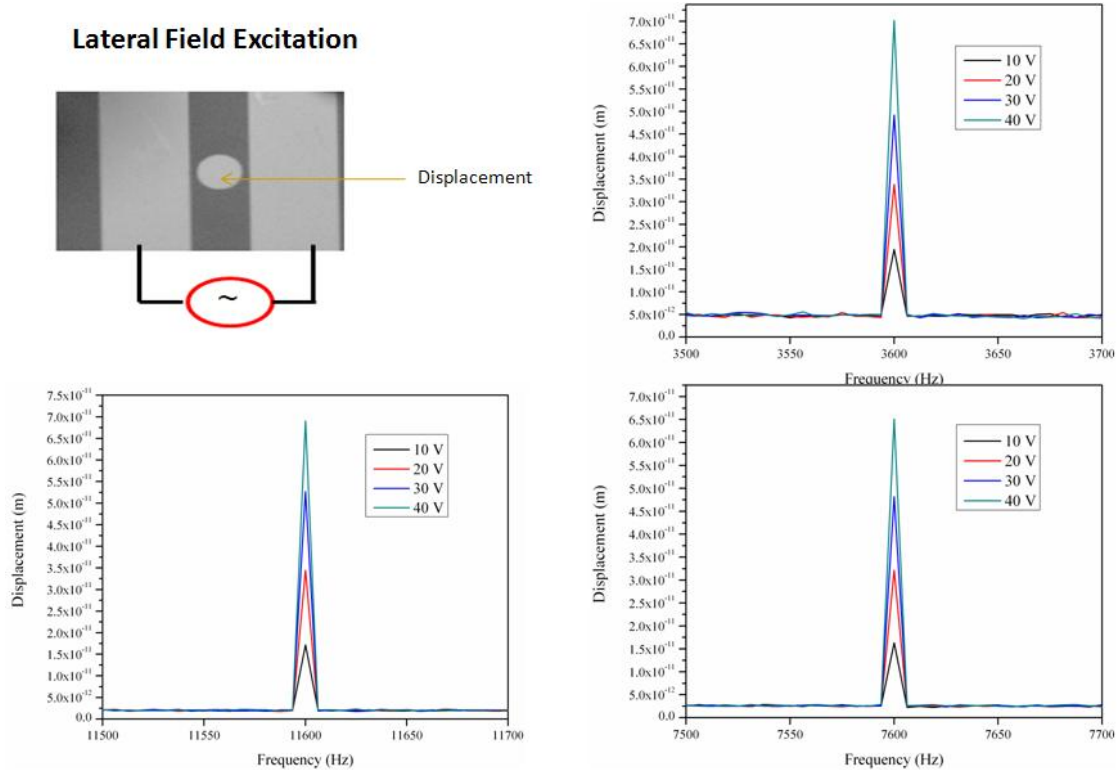 Lateral Field Excitation
Displacement
~
7.0x10⁻¹¹
6.5x10⁻¹¹
6.0x10⁻¹¹
5.5x10⁻¹¹
5.0x10⁻¹¹
4.5x10⁻¹¹
4.0x10⁻¹¹
3.5x10⁻¹¹
3.0x10⁻¹¹
2.5x10⁻¹¹
2.0x10⁻¹¹
1.5x10⁻¹¹
1.0x10⁻¹¹
5.0x10⁻¹²
0.0
Displacement (m)
10 V
20 V
30 V
40 V
3500 3550 3600 3650 3700
Frequency (Hz)
7.5x10⁻¹¹
7.0x10⁻¹¹
6.5x10⁻¹¹
6.0x10⁻¹¹
5.5x10⁻¹¹
5.0x10⁻¹¹
4.5x10⁻¹¹
4.0x10⁻¹¹
3.5x10⁻¹¹
3.0x10⁻¹¹
2.5x10⁻¹¹
2.0x10⁻¹¹
1.5x10⁻¹¹
1.0x10⁻¹¹
5.0x10⁻¹²
0.0
Displacement (m)
10 V
20 V
30 V
40 V
11500 11550 11600 11650 11700
Frequency (Hz)
7.0x10⁻¹¹
6.5x10⁻¹¹
6.0x10⁻¹¹
5.5x10⁻¹¹
5.0x10⁻¹¹
4.5x10⁻¹¹
4.0x10⁻¹¹
3.5x10⁻¹¹
3.0x10⁻¹¹
2.5x10⁻¹¹
2.0x10⁻¹¹
1.5x10⁻¹¹
1.0x10⁻¹¹
5.0x10⁻¹²
0.0
Displacement (m)
10 V
20 V
30 V
40 V
7500 7550 7600 7650 7700
Frequency (Hz)